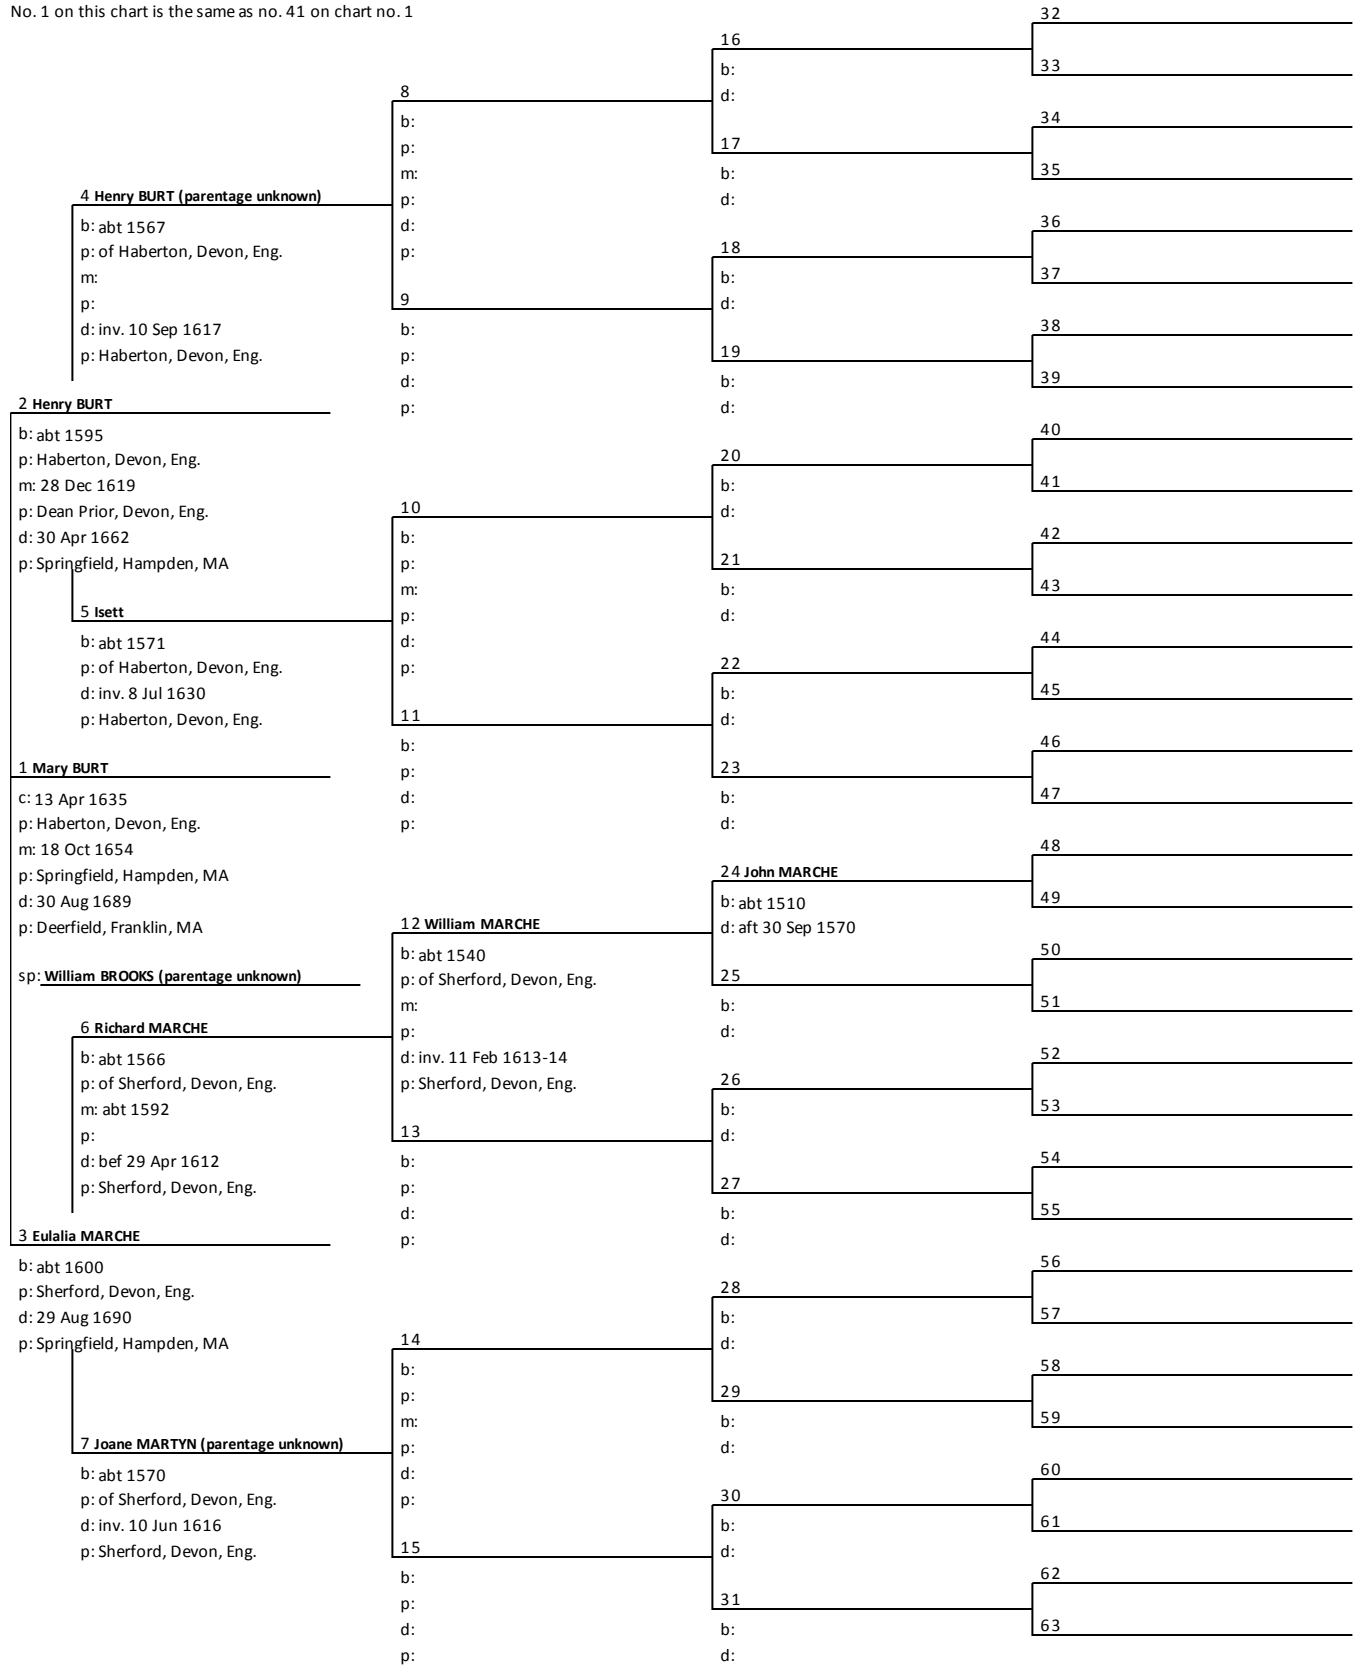 No. 1 on this chart is the same as no. 41 on chart no. 1
4 Henry BURT (parentage unknown)
b: abt 1567
p: of Haberton, Devon, Eng.
m:
p:
d: inv. 10 Sep 1617
p: Haberton, Devon, Eng.
2 Henry BURT
b: abt 1595
p: Haberton, Devon, Eng.
m: 28 Dec 1619
p: Dean Prior, Devon, Eng.
d: 30 Apr 1662
p: Springfield, Hampden, MA
5 Isett
b: abt 1571
p: of Haberton, Devon, Eng.
d: inv. 8 Jul 1630
p: Haberton, Devon, Eng.
1 Mary BURT
c: 13 Apr 1635
p: Haberton, Devon, Eng.
m: 18 Oct 1654
p: Springfield, Hampden, MA
d: 30 Aug 1689
p: Deerfield, Franklin, MA
sp: William BROOKS (parentage unknown)
6 Richard MARCHE
b: abt 1566
p: of Sherford, Devon, Eng.
m: abt 1592
p:
d: bef 29 Apr 1612
p: Sherford, Devon, Eng.
3 Eulalia MARCHE
b: abt 1600
p: Sherford, Devon, Eng.
d: 29 Aug 1690
p: Springfield, Hampden, MA
7 Joane MARTYN (parentage unknown)
b: abt 1570
p: of Sherford, Devon, Eng.
d: inv. 10 Jun 1616
p: Sherford, Devon, Eng.
8
b:
p:
m:
p:
d:
p:
9
b:
p:
d:
p:
10
b:
p:
m:
p:
d:
p:
11
b:
p:
d:
p:
12 William MARCHE
b: abt 1540
p: of Sherford, Devon, Eng.
m:
p:
d: inv. 11 Feb 1613-14
p: Sherford, Devon, Eng.
13
b:
p:
d:
p:
14
b:
p:
m:
p:
d:
p:
15
b:
p:
d:
p:
16
b:
d:
17
b:
d:
18
b:
d:
19
b:
d:
20
b:
d:
21
b:
d:
22
b:
d:
23
b:
d:
24 John MARCHE
b: abt 1510
d: aft 30 Sep 1570
25
b:
d:
26
b:
d:
27
b:
d:
28
b:
d:
29
b:
d:
30
b:
d:
31
b:
d:
32
33
34
35
36
37
38
39
40
41
42
43
44
45
46
47
48
49
50
51
52
53
54
55
56
57
58
59
60
61
62
63